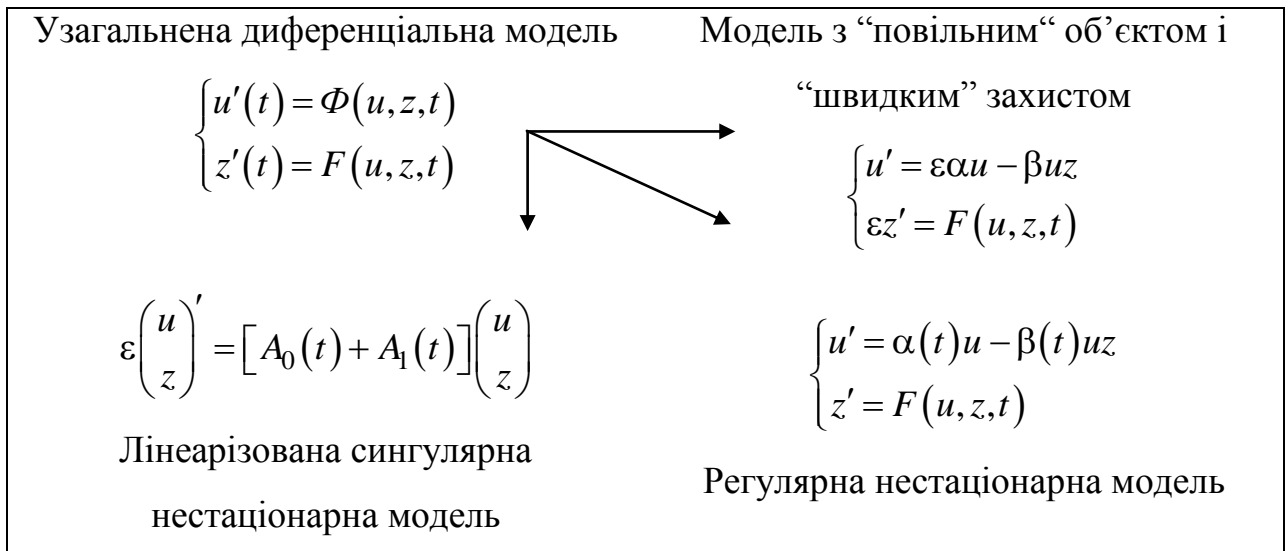 Узагальнена диференціальна модель
{u′(t) = Φ(u, z, t)
z′(t) = F(u, z, t)
Модель з “повільним“ об’єктом і
“швидким” захистом
{u′ = εαu − βuz
εz′ = F(u, z, t)
ε(u z)′ = [A₀(t) + A₁(t)](u z)
Лінеарізована сингулярна
нестаціонарна модель
{u′ = α(t)u − β(t)uz
z′ = F(u, z, t)
Регулярна нестаціонарна модель